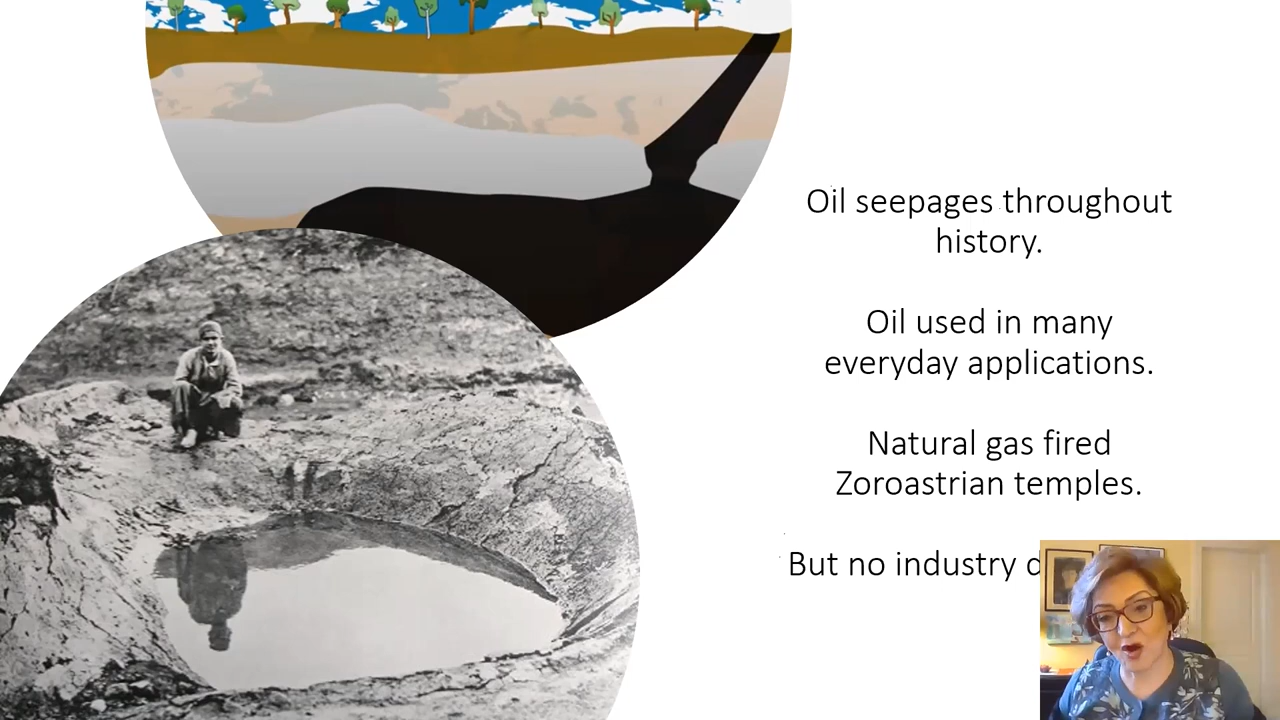 Oil seepages throughout
history.
Oil used in many
everyday applications.
Natural gas fired
Zoroastrian temples.
But no industry